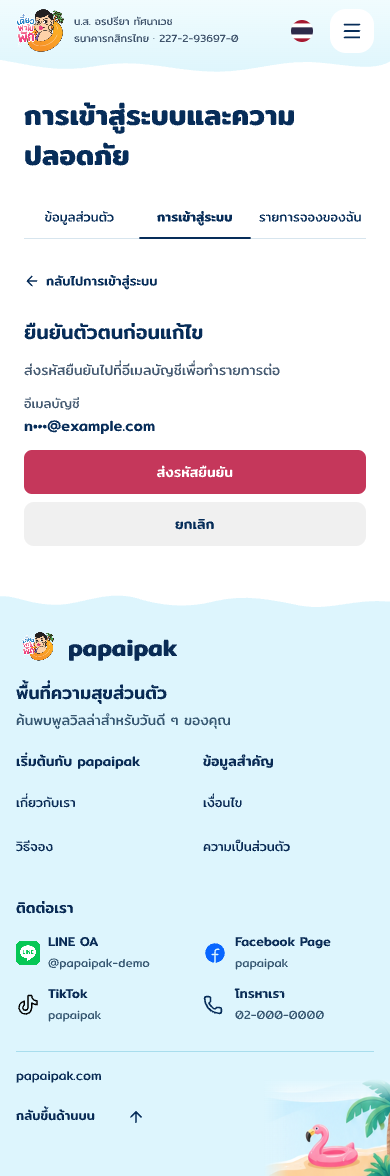 เที่ยว
พาพัก
น.ส. อรปรียา ทัศนาเวช
ธนาคารกสิกรไทย · 227-2-93697-0
การเข้าสู่ระบบและความ
ปลอดภัย
ข้อมูลส่วนตัว การเข้าสู่ระบบ รายการจองของฉัน
กลับไปการเข้าสู่ระบบ
ยืนยันตัวตนก่อนแก้ไข
ส่งรหัสยืนยันไปที่อีเมลบัญชีเพื่อทำรายการต่อ
อีเมลบัญชี
n•••@example.com
ส่งรหัสยืนยัน
ยกเลิก
papaipak
พื้นที่ความสุขส่วนตัว
ค้นพบพูลวิลล่าสำหรับวันดี ๆ ของคุณ
เริ่มต้นกับ papaipak ข้อมูลสำคัญ
เกี่ยวกับเรา เงื่อนไข
วิธีจอง ความเป็นส่วนตัว
ติดต่อเรา
LINE OA Facebook Page
@papaipak-demo papaipak
TikTok โทรหาเรา
papaipak 02-000-0000
papaipak.com
กลับขึ้นด้านบน